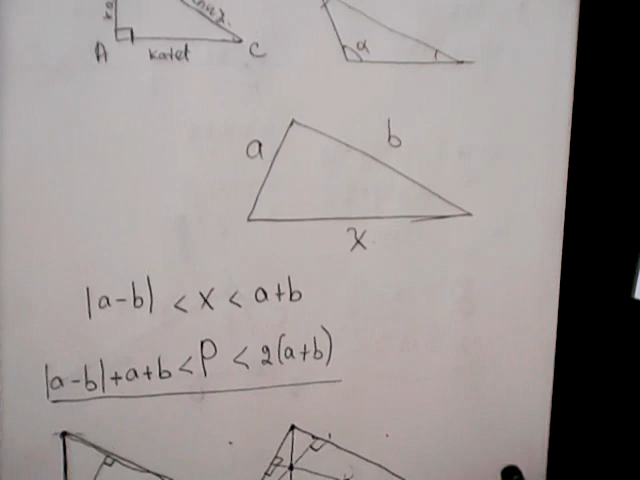 A katet C
α
a b
x
|a-b| < x < a+b
|a-b|+a+b < P < 2(a+b)